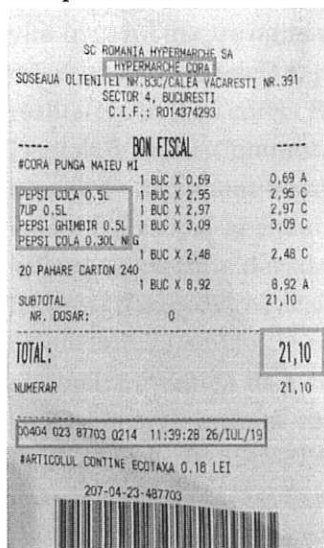 SC ROMANIA HYPERMARCHE SA
HYPERMARCHE CORA
SOSEAUA OLTENITEI NR.63C/CALEA VACARESTI NR.391
SECTOR 4, BUCURESTI
C.I.F.: RO14374293
----- BON FISCAL -----
#CORA PUNGA MAIEU MI
1 BUC X 0,69 0,69 A
PEPSI COLA 0.5L 1 BUC X 2,95 2,95 C
7UP 0.5L 1 BUC X 2,97 2,97 C
PEPSI GHIMBIR 0.5L 1 BUC X 3,09 3,09 C
PEPSI COLA 0.30L NRG
1 BUC X 2,48 2,48 C
20 PAHARE CARTON 240
1 BUC X 8,92 8,92 A
SUBTOTAL 21,10
NR. DOSAR: 0
TOTAL: 21,10
NUMERAR 21,10
00404 023 87703 0214 11:39:28 26/IUL/19
#ARTICOLUL CONTINE ECOTAXA 0.18 LEI
207-04-23-487703